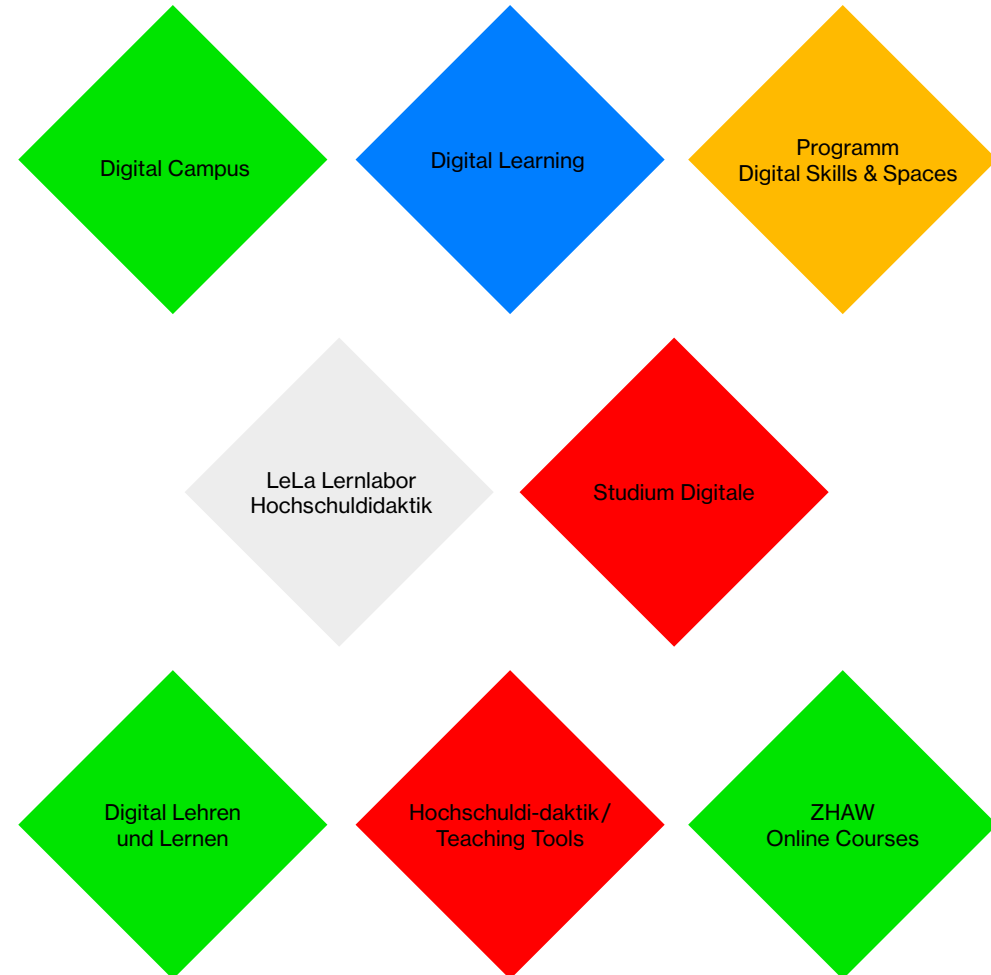 Digital Campus
Digital Learning
Programm
Digital Skills & Spaces
LeLa Lernlabor
Hochschuldidaktik
Studium Digitale
Digital Lehren
und Lernen
Hochschuldi-daktik/
Teaching Tools
ZHAW
Online Courses